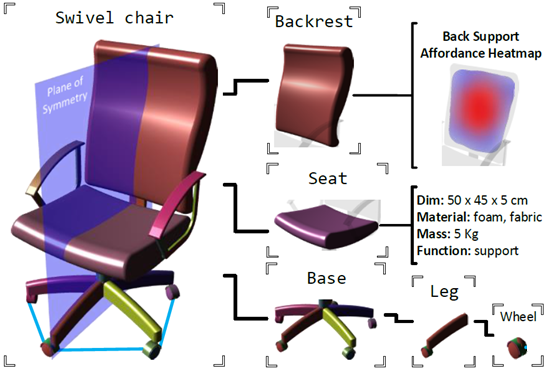 Swivel chair
Plane of
Symmetry
Backrest
Back Support
Affordance Heatmap
Seat
Dim: 50 x 45 x 5 cm
Material: foam, fabric
Mass: 5 Kg
Function: support
Base
Leg
Wheel